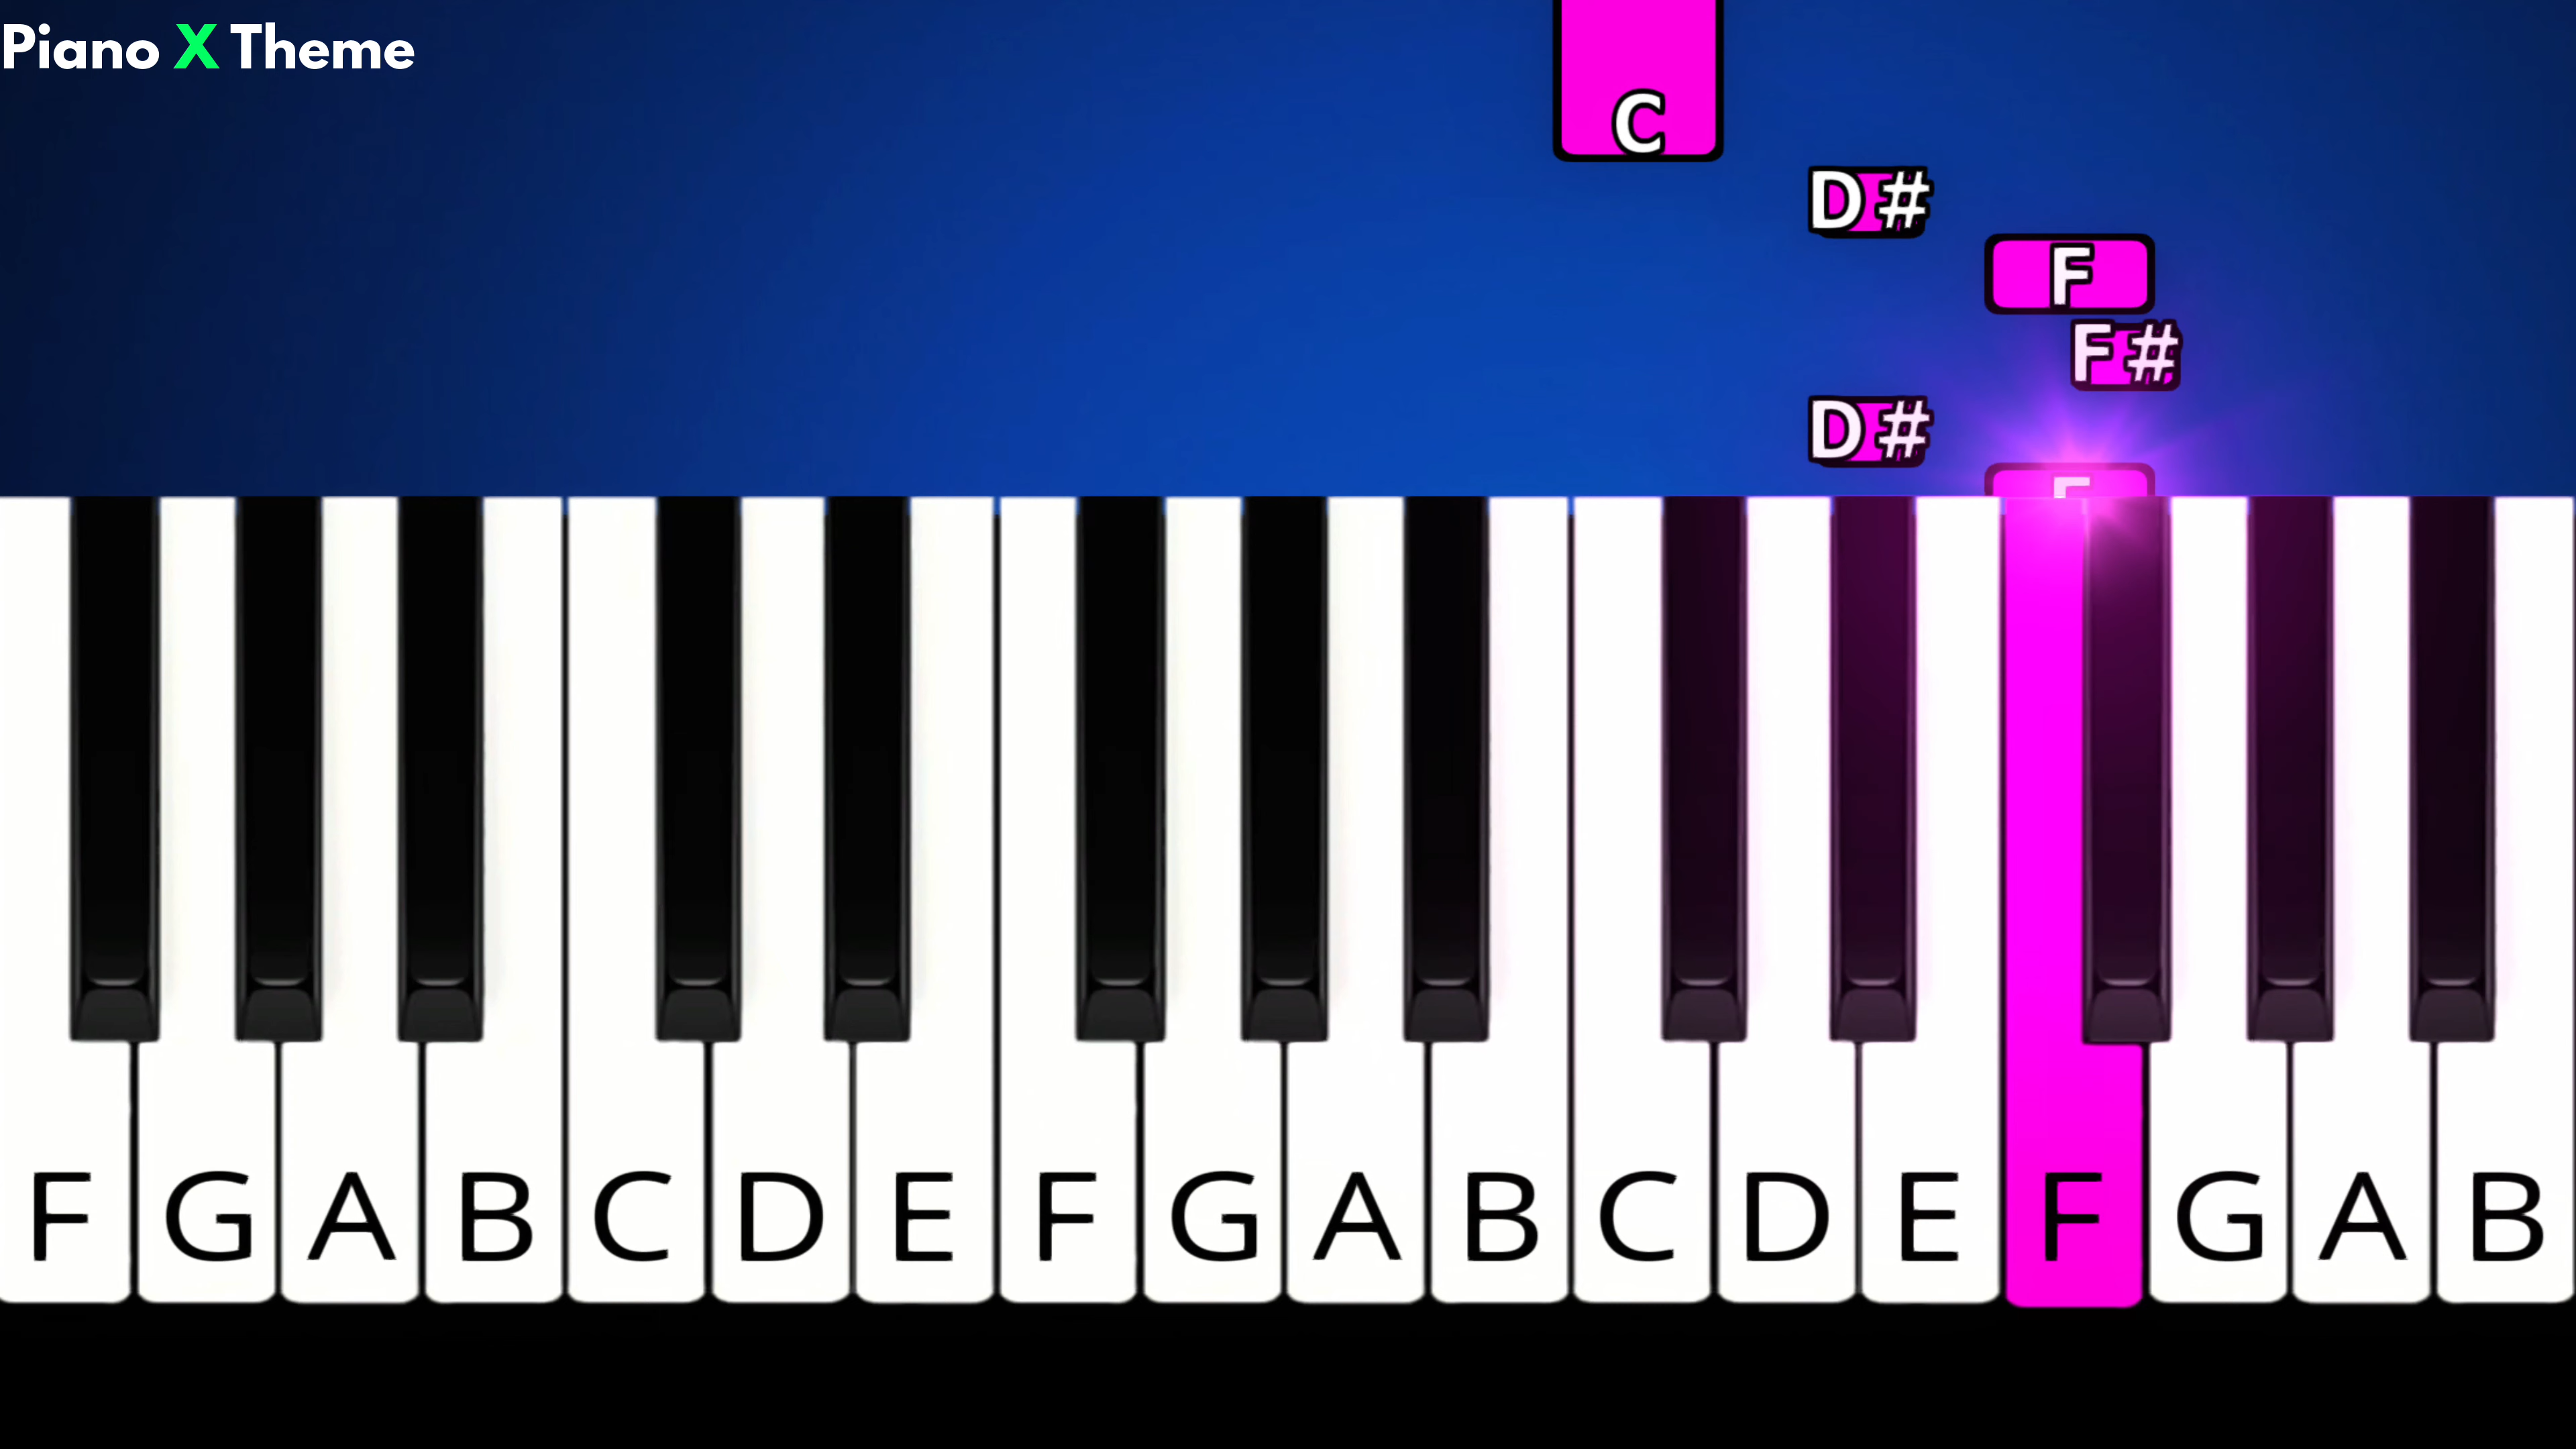 Piano X Theme
C
D#
F
F#
D#
F
F G A B C D E F G A B C D E F G A B